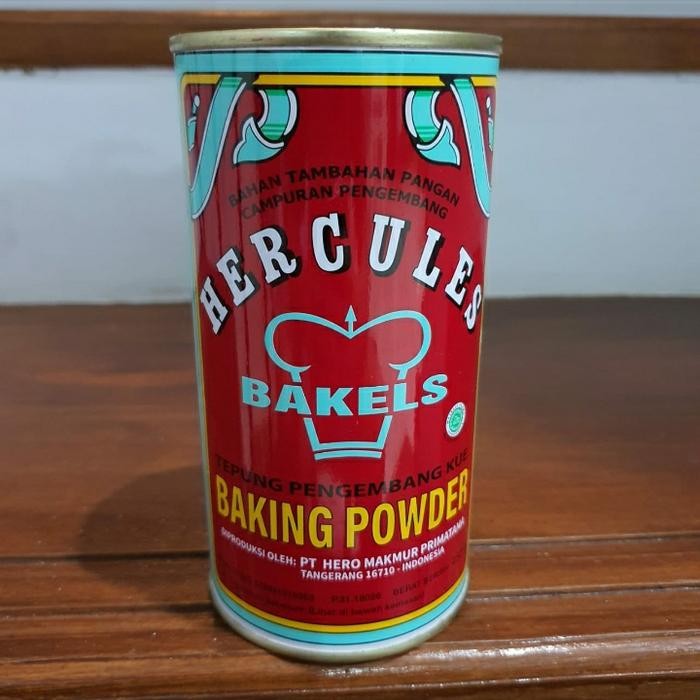 BAHAN TAMBAHAN PANGAN
CAMPURAN PENGEMBANG
HERCULES
BAKELS
TEPUNG PENGEMBANG KUE
BAKING POWDER
DIPRODUKSI OLEH: PT HERO MAKMUR PRIMATAMA
TANGERANG 16710 - INDONESIA